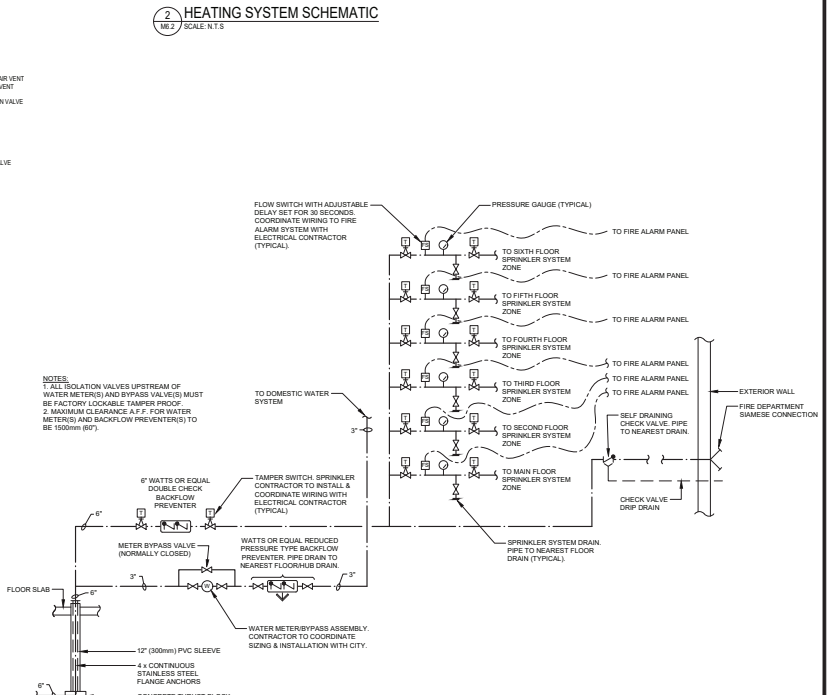 2
M6.2
HEATING SYSTEM SCHEMATIC
SCALE: N.T.S
AIR VENT
VENT
N VALVE
LVE
FLOW SWITCH WITH ADJUSTABLE
DELAY SET FOR 30 SECONDS.
COORDINATE WIRING TO FIRE
ALARM SYSTEM WITH
ELECTRICAL CONTRACTOR
(TYPICAL).
PRESSURE GAUGE (TYPICAL)
TO FIRE ALARM PANEL
T
FS
T
TO SIXTH FLOOR
SPRINKLER SYSTEM
ZONE
TO FIRE ALARM PANEL
T
FS
T
TO FIFTH FLOOR
SPRINKLER SYSTEM
ZONE
TO FIRE ALARM PANEL
T
FS
T
TO FOURTH FLOOR
SPRINKLER SYSTEM
ZONE
TO FIRE ALARM PANEL
T
FS
T
TO THIRD FLOOR
SPRINKLER SYSTEM
ZONE
TO FIRE ALARM PANEL
T
FS
T
TO SECOND FLOOR
SPRINKLER SYSTEM
ZONE
TO FIRE ALARM PANEL
T
FS
T
TO MAIN FLOOR
SPRINKLER SYSTEM
ZONE
NOTES:
1. ALL ISOLATION VALVES UPSTREAM OF
WATER METER(S) AND BYPASS VALVE(S) MUST
BE FACTORY LOCKABLE TAMPER PROOF.
2. MAXIMUM CLEARANCE A.F.F. FOR WATER
METER(S) AND BACKFLOW PREVENTER(S) TO
BE 1500mm (60").
TO DOMESTIC WATER
SYSTEM
3"
EXTERIOR WALL
FIRE DEPARTMENT
SIAMESE CONNECTION
SELF DRAINING
CHECK VALVE. PIPE
TO NEAREST DRAIN.
CHECK VALVE
DRIP DRAIN
6" WATTS OR EQUAL
DOUBLE CHECK
BACKFLOW
PREVENTER
TAMPER SWITCH. SPRINKLER
CONTRACTOR TO INSTALL &
COORDINATE WIRING WITH
ELECTRICAL CONTRACTOR
(TYPICAL)
6"
T
T
SPRINKLER SYSTEM DRAIN.
PIPE TO NEAREST FLOOR
DRAIN (TYPICAL).
METER BYPASS VALVE
(NORMALLY CLOSED)
WATTS OR EQUAL REDUCED
PRESSURE TYPE BACKFLOW
PREVENTER. PIPE DRAIN TO
NEAREST FLOOR/HUB DRAIN.
3"
3"
W
FLOOR SLAB
6"
WATER METER/BYPASS ASSEMBLY.
CONTRACTOR TO COORDINATE
SIZING & INSTALLATION WITH CITY.
12" (300mm) PVC SLEEVE
4 x CONTINUOUS
STAINLESS STEEL
FLANGE ANCHORS
6"
CONCRETE THRUST BLOCK